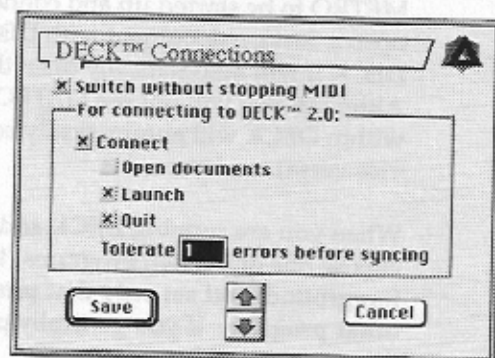 DECK™ Connections
Switch without stopping MIDI
For connecting to DECK™ 2.0:
Connect
Open documents
Launch
Quit
Tolerate 1 errors before syncing
Save
Cancel